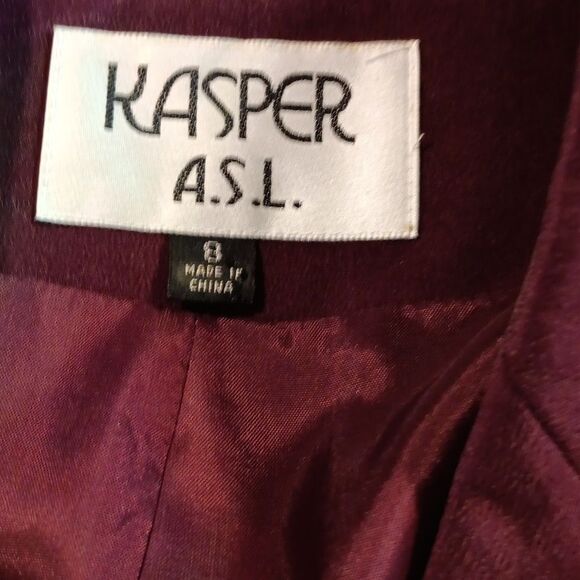 KASPER
A.S.L.
8
MADE IN
CHINA